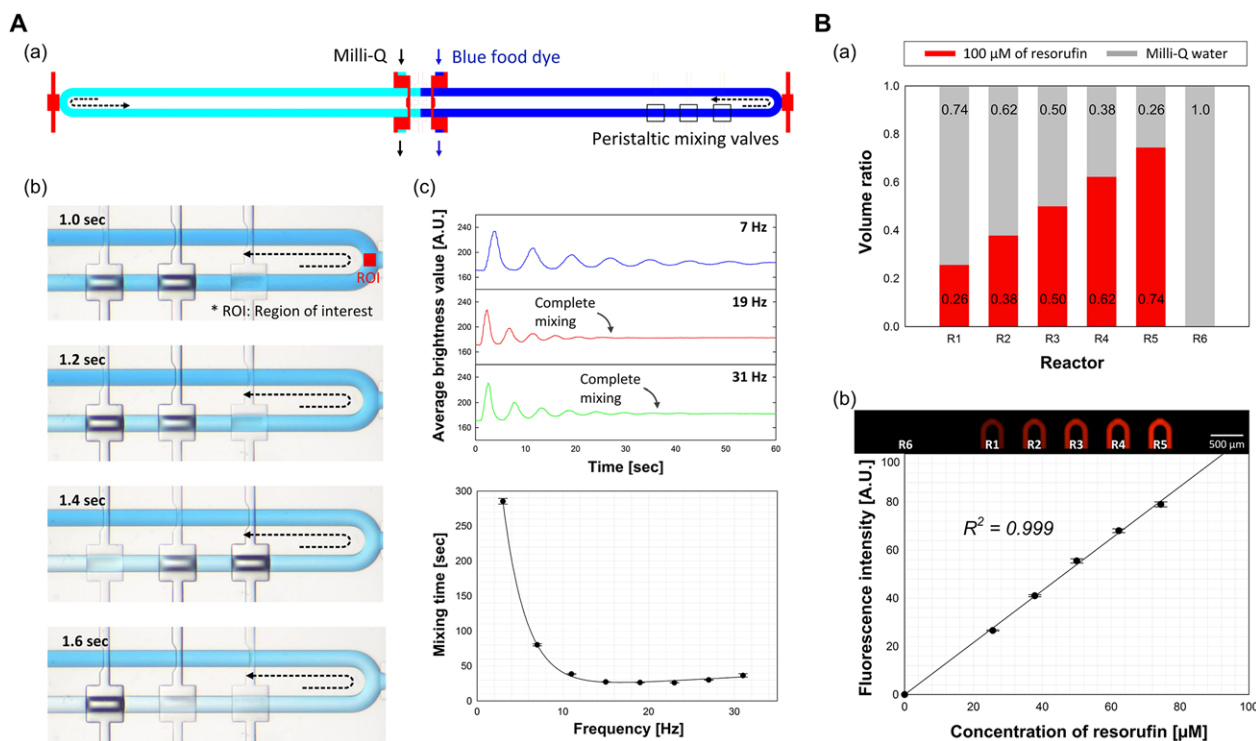 A
(a)
Milli-Q
Blue food dye
Peristaltic mixing valves
(b)
1.0 sec
ROI
* ROI: Region of interest
1.2 sec
1.4 sec
1.6 sec
(c)
Average brightness value [A.U.]
240
200
160
7 Hz
240
200
160
Complete
mixing
19 Hz
240
200
160
Complete
mixing
31 Hz
0 10 20 30 40 50 60
Time [sec]
Mixing time [sec]
300
250
200
150
100
50
0
0 10 20 30
Frequency [Hz]
B
(a)
100 µM of resorufin
Milli-Q water
Volume ratio
1.0
0.8
0.6
0.4
0.2
0.0
0.74 0.62 0.50 0.38 0.26 1.0
0.26 0.38 0.50 0.62 0.74
R1 R2 R3 R4 R5 R6
Reactor
(b)
R6 R1 R2 R3 R4 R5
500 µm
Fluorescence intensity [A.U.]
100
80
60
40
20
0
R² = 0.999
0 20 40 60 80 100
Concentration of resorufin [µM]